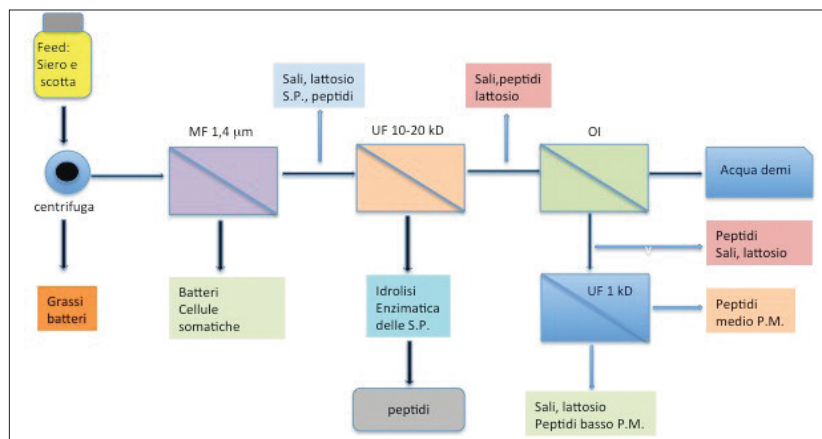 Feed:
Siero e
scotta
centrifuga
Grassi
batteri
MF 1,4 μm
Batteri
Cellule
somatiche
Sali, lattosio
S.P., peptidi
UF 10-20 kD
Idrolisi
Enzimatica
delle S.P.
peptidi
Sali,peptidi
lattosio
OI
Acqua demi
Peptidi
Sali, lattosio
UF 1 kD
Peptidi
medio P.M.
Sali, lattosio
Peptidi basso P.M.